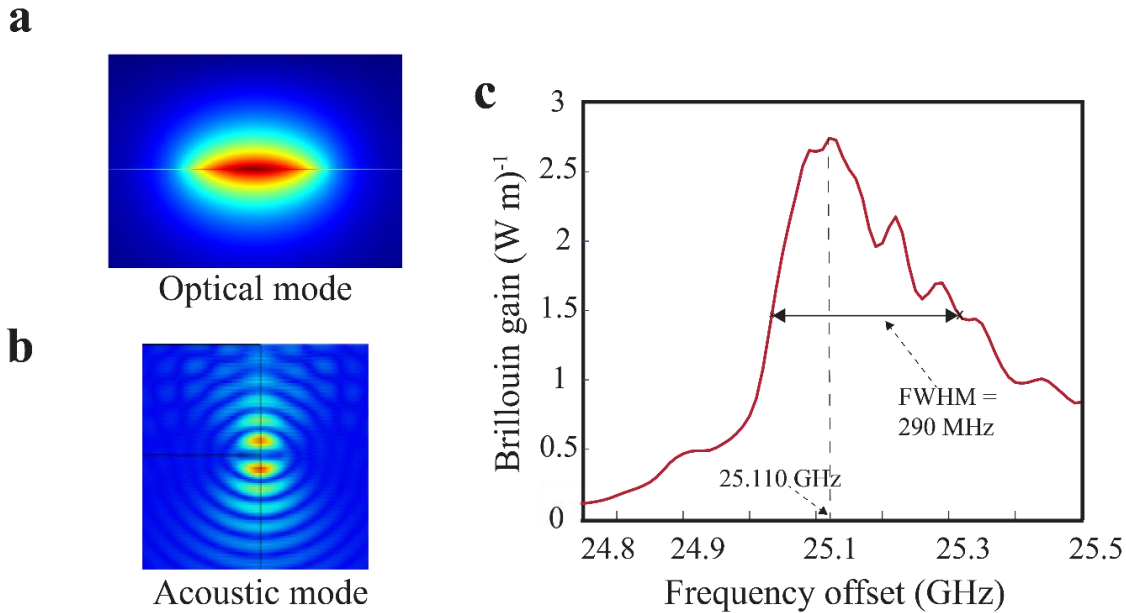 a
Optical mode
b
Acoustic mode
c
Brillouin gain (W m)-1
3
2.5
2
1.5
1
0.5
0
FWHM =
290 MHz
25.110 GHz
24.8
24.9
25.1
25.3
25.5
Frequency offset (GHz)